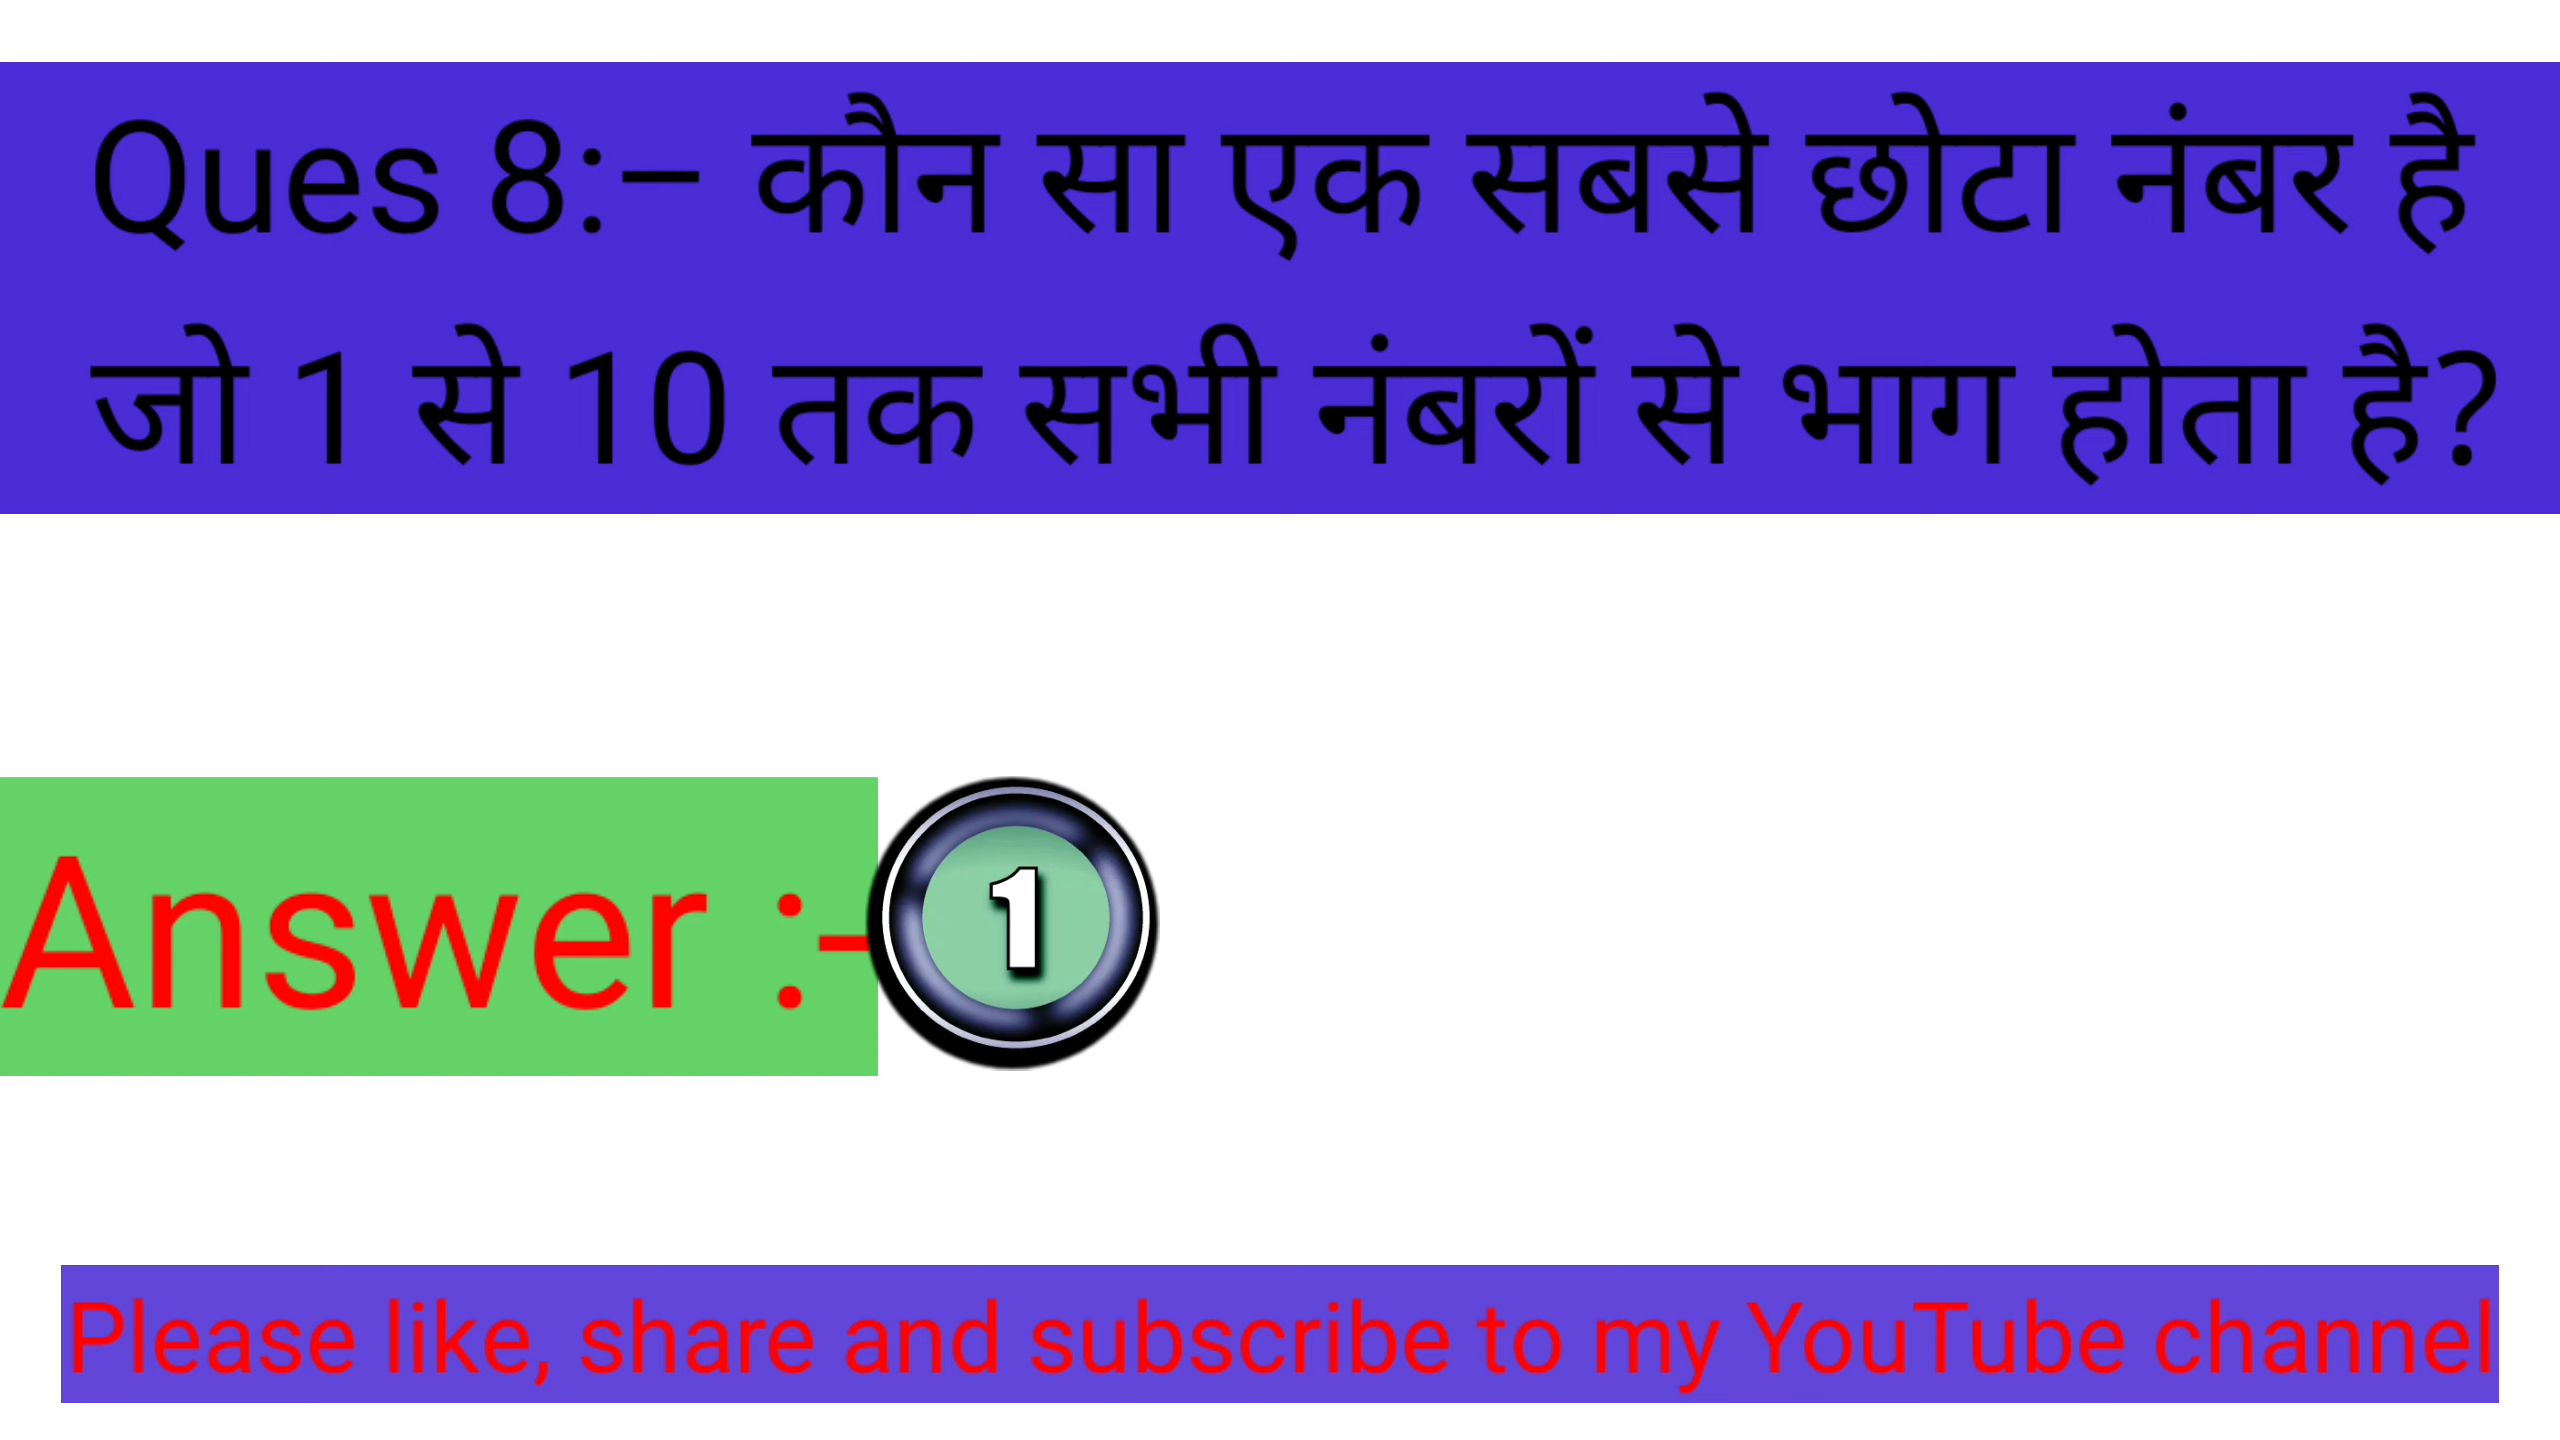 Ques 8:– कौन सा एक सबसे छोटा नंबर है
जो 1 से 10 तक सभी नंबरों से भाग होता है?
Answer :-
1
Please like, share and subscribe to my YouTube channel